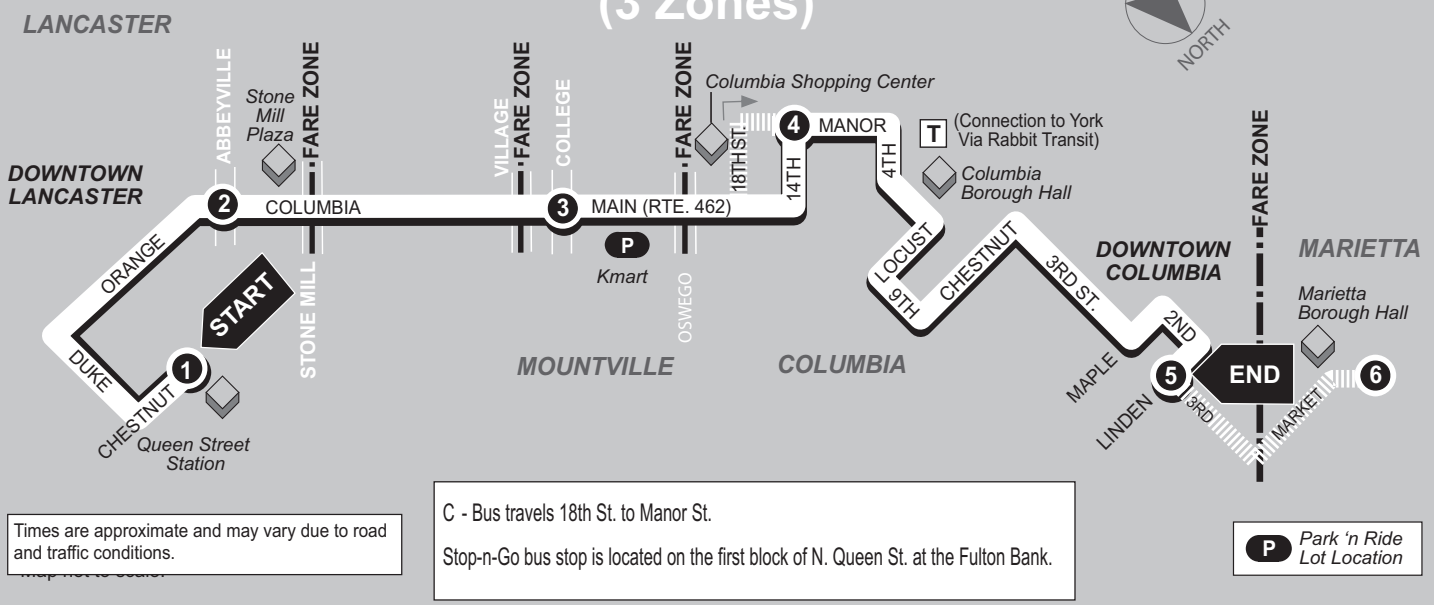 (3 Zones)
LANCASTER
NORTH
ABBEYVILLE
Stone
Mill
Plaza
FARE ZONE
VILLAGE
FARE ZONE
COLLEGE
FARE ZONE
Columbia Shopping Center
18TH ST.
4
MANOR
14TH
4TH
T
(Connection to York
Via Rabbit Transit)
Columbia
Borough Hall
FARE ZONE
DOWNTOWN
LANCASTER
2
COLUMBIA
3
MAIN (RTE. 462)
P
Kmart
ORANGE
START
STONE MILL
OSWEGO
LOCUST
9TH
CHESTNUT
3RD ST.
DOWNTOWN
COLUMBIA
MARIETTA
Marietta
Borough Hall
2ND
DUKE
1
CHESTNUT
Queen Street
Station
MOUNTVILLE
COLUMBIA
MAPLE
LINDEN
5
END
3RD
MARKET
6
Times are approximate and may vary due to road
and traffic conditions.
Map not to scale.
C - Bus travels 18th St. to Manor St.
Stop-n-Go bus stop is located on the first block of N. Queen St. at the Fulton Bank.
P
Park ‘n Ride
Lot Location